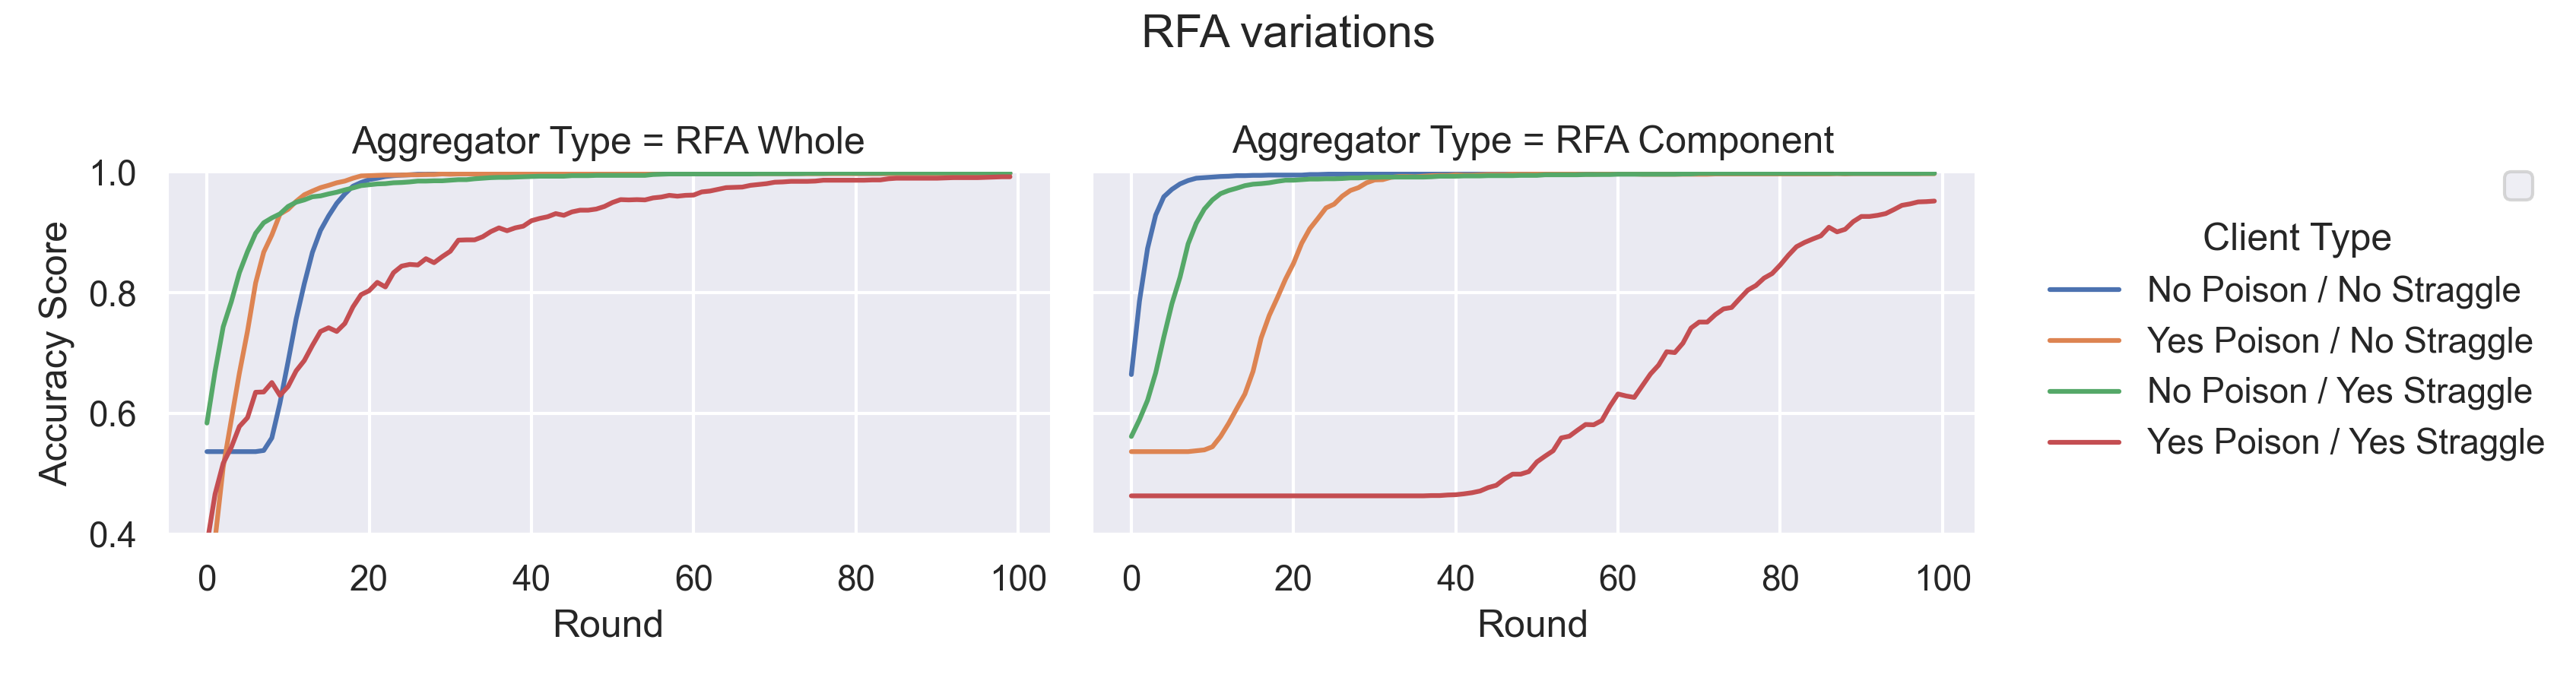 RFA variations
Aggregator Type = RFA Whole
Aggregator Type = RFA Component
Accuracy Score
1.0
0.8
0.6
0.4
0 20 40 60 80 100
0 20 40 60 80 100
Round
Round
Client Type
No Poison / No Straggle
Yes Poison / No Straggle
No Poison / Yes Straggle
Yes Poison / Yes Straggle